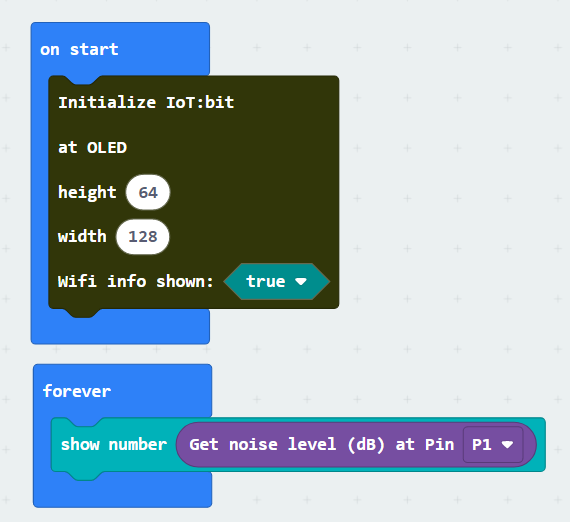 on start
Initialize IoT:bit
at OLED
height 64
width 128
Wifi info shown: true
forever
show number Get noise level (dB) at Pin P1